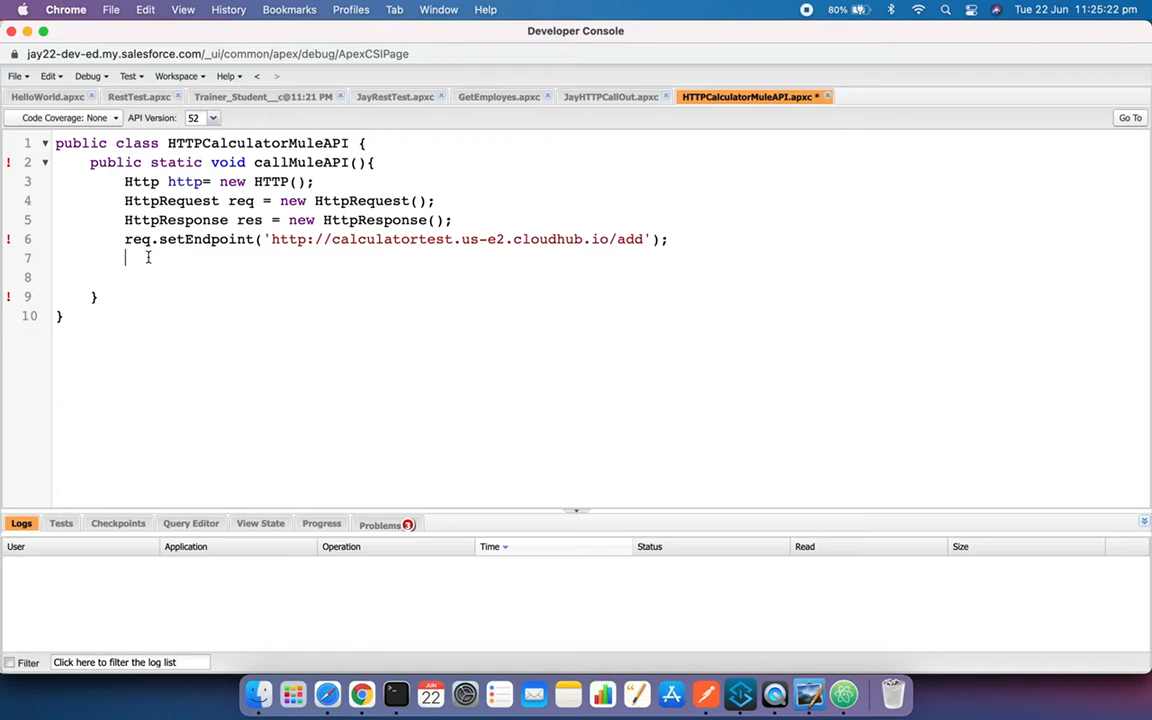 Chrome File Edit View History Bookmarks Profiles Tab Window Help 80% Tue 22 Jun 11:25:22 pm
Developer Console
jay22-dev-ed.my.salesforce.com/_ui/common/apex/debug/ApexCSIPage
File Edit Debug Test Workspace Help < >
HelloWorld.apxc RestTest.apxc Trainer_Student__c@11:21 PM JayRestTest.apxc GetEmployes.apxc JayHTTPCallOut.apxc HTTPCalculatorMuleAPI.apxc *
Code Coverage: None API Version: 52 Go To
1 public class HTTPCalculatorMuleAPI {
! 2 public static void callMuleAPI(){
3 Http http= new HTTP();
4 HttpRequest req = new HttpRequest();
5 HttpResponse res = new HttpResponse();
! 6 req.setEndpoint('http://calculatortest.us-e2.cloudhub.io/add');
7
8
! 9 }
10 }
Logs Tests Checkpoints Query Editor View State Progress Problems 3
User Application Operation Time Status Read Size
Filter Click here to filter the log list
JUN
22